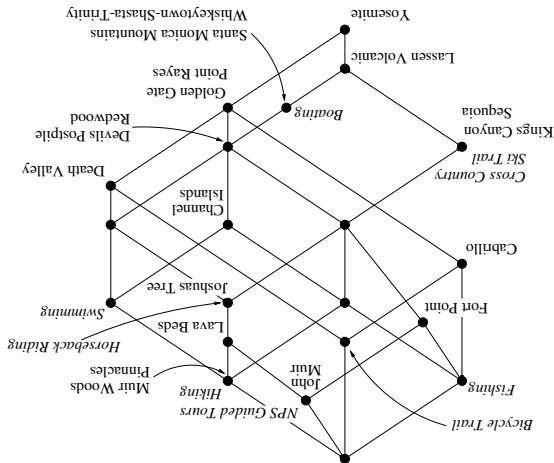 Bicycle Trail
NPS Guided Tours
Hiking
Fishing
John
Muir
Muir Woods
Pinnacles
Horseback Riding
Lava Beds
Swimming
Fort Point
Joshuas Tree
Cabrillo
Channel
Islands
Cross Country
Ski Trail
Death Valley
Kings Canyon
Sequoia
Devils Postpile
Redwood
Boating
Golden Gate
Point Rayes
Lassen Volcanic
Santa Monica Mountains
Whiskeytown-Shasta-Trinity
Yosemite